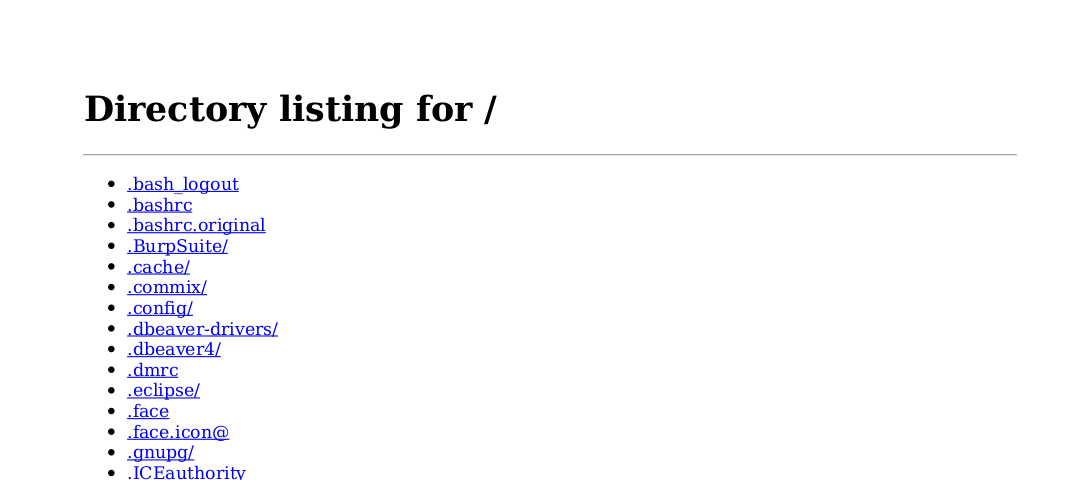 Directory listing for /
.bash_logout
.bashrc
.bashrc.original
.BurpSuite/
.cache/
.commix/
.config/
.dbeaver-drivers/
.dbeaver4/
.dmrc
.eclipse/
.face
.face.icon@
.gnupg/
.ICEauthority